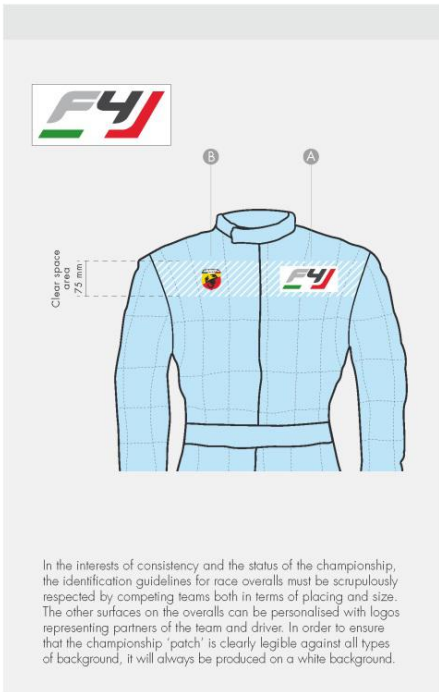 F4
B A
Clear space
area
75 mm
F4
In the interests of consistency and the status of the championship,
the identification guidelines for race overalls must be scrupulously
respected by competing teams both in terms of placing and size.
The other surfaces on the overalls can be personalised with logos
representing partners of the team and driver. In order to ensure
that the championship ‘patch’ is clearly legible against all types
of background, it will always be produced on a white background.